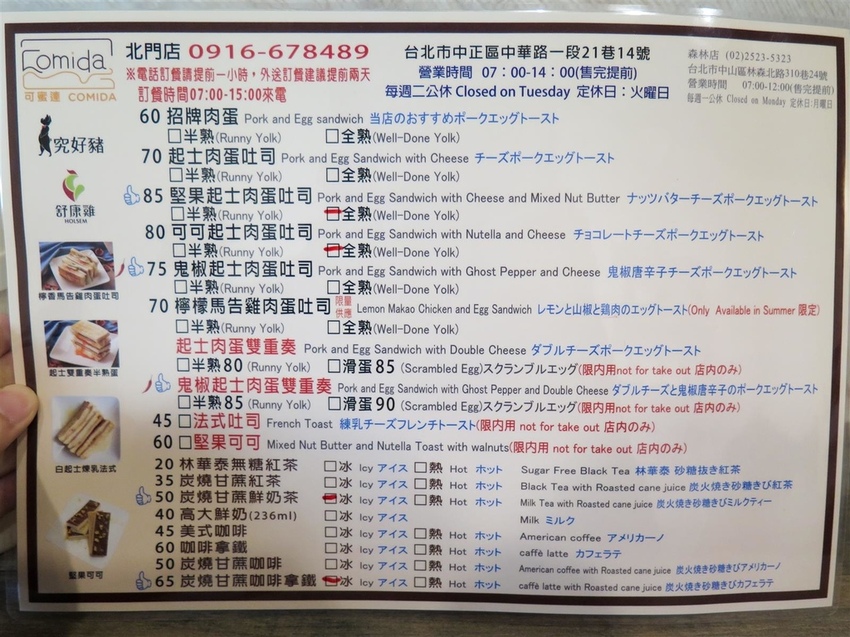 Comida
可蜜達 COMIDA
北門店 0916-678489
※電話訂餐請提前一小時，外送訂餐建議提前兩天
訂餐時間07:00-15:00來電
台北市中正區中華路一段21巷14號
營業時間 07：00-14：00(售完提前)
每週二公休 Closed on Tuesday 定休日：火曜日
森林店 (02)2523-5323
台北市中山區林森北路310巷24號
營業時間 07:00-12:00(售完提前)
每週一公休 Closed on Monday 定休日:月曜日
究好豬
舒康雞
HOLSEM
檸香馬告雞肉蛋吐司
起士雙重奏半熟蛋
白起士煉乳法式
堅果可可
60 招牌肉蛋 Pork and Egg sandwich 当店のおすすめポークエッグトースト
□半熟(Runny Yolk) □全熟(Well-Done Yolk)
70 起士肉蛋吐司 Pork and Egg Sandwich with Cheese チーズポークエッグトースト
□半熟(Runny Yolk) □全熟(Well-Done Yolk)
85 堅果起士肉蛋吐司 Pork and Egg Sandwich with Cheese and Mixed Nut Butter ナッツバターチーズポークエッグトースト
□半熟(Runny Yolk) □全熟(Well-Done Yolk)
80 可可起士肉蛋吐司 Pork and Egg Sandwich with Nutella and Cheese チョコレートチーズポークエッグトースト
□半熟(Runny Yolk) □全熟(Well-Done Yolk)
75 鬼椒起士肉蛋吐司 Pork and Egg Sandwich with Ghost Pepper and Cheese 鬼椒唐辛子チーズポークエッグトースト
□半熟(Runny Yolk) □全熟(Well-Done Yolk)
70 檸檬馬告雞肉蛋吐司 限量供應 Lemon Makao Chicken and Egg Sandwich レモンと山椒と鶏肉のエッグトースト(Only Available in Summer 限定)
□半熟(Runny Yolk) □全熟(Well-Done Yolk)
起士肉蛋雙重奏 Pork and Egg Sandwich with Double Cheese ダブルチーズポークエッグトースト
□半熟80 (Runny Yolk) □滑蛋85 (Scrambled Egg)スクランブルエッグ(限內用not for take out 店内のみ)
鬼椒起士肉蛋雙重奏 Pork and Egg Sandwich with Ghost Pepper and Double Cheese ダブルチーズと鬼椒唐辛子のポークエッグトースト
□半熟85 (Runny Yolk) □滑蛋90 (Scrambled Egg)スクランブルエッグ(限內用not for take out 店内のみ)
45 □法式吐司 French Toast 練乳チーズフレンチトースト(限內用 not for take out 店内のみ)
60 □堅果可可 Mixed Nut Butter and Nutella Toast with walnuts(限內用 not for take out 店内のみ)
20 林華泰無糖紅茶 □冰 Icy アイス □熱 Hot ホット Sugar Free Black Tea 林華泰 砂糖抜き紅茶
35 炭燒甘蔗紅茶 □冰 Icy アイス □熱 Hot ホット Black Tea with Roasted cane juice 炭火焼き砂糖きび紅茶
50 炭燒甘蔗鮮奶茶 □冰 Icy アイス □熱 Hot ホット Milk Tea with Roasted cane juice 炭火焼き砂糖きびミルクティー
40 高大鮮奶(236ml) □冰 Icy アイス Milk ミルク
45 美式咖啡 □冰 Icy アイス □熱 Hot ホット American coffee アメリカーノ
60 咖啡拿鐵 □冰 Icy アイス □熱 Hot ホット caffè latte カフェラテ
50 炭燒甘蔗咖啡 □冰 Icy アイス □熱 Hot ホット American coffee with Roasted cane juice 炭火焼き砂糖きびアメリカーノ
65 炭燒甘蔗咖啡拿鐵 □冰 Icy アイス □熱 Hot ホット caffè latte with Roasted cane juice 炭火焼き砂糖きびカフェラテ